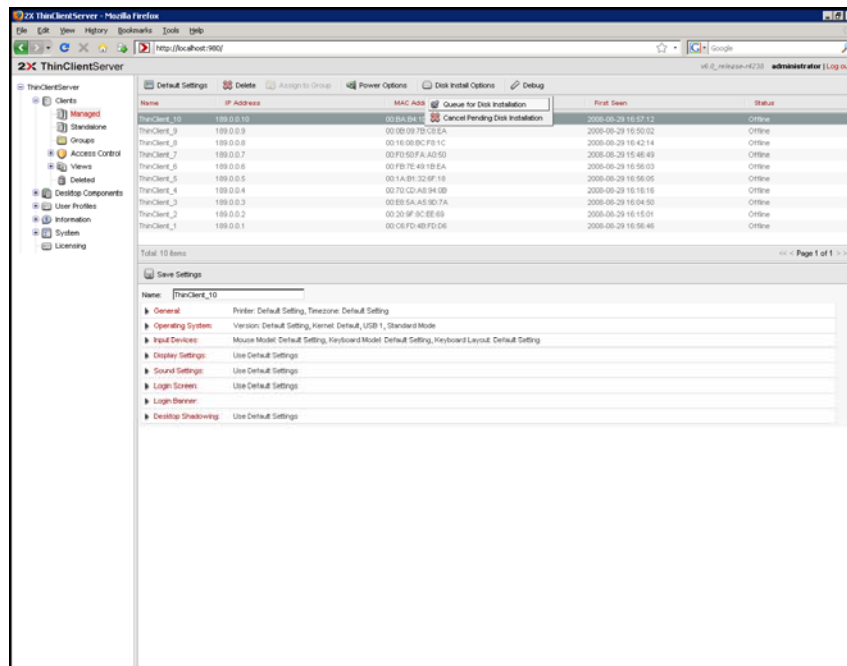 2X ThinClientServer - Mozilla Firefox
File Edit View History Bookmarks Tools Help
http://localhost:980/
Google
2X ThinClientServer
v6.0_release-r4238 administrator | Log ou
ThinClientServer
Clients
Managed
Standalone
Groups
Access Control
Views
Deleted
Desktop Components
User Profiles
Information
System
Licensing
Default Settings Delete Assign to Group Power Options Disk Install Options Debug
Queue for Disk Installation
Cancel Pending Disk Installation
Name IP Address MAC Addr First Seen Status
ThinClient_10 189.0.0.10 00:BA:B4:1 2008-08-29 16:57:12 Offline
ThinClient_9 189.0.0.9 00:0B:09:7B:C8:EA 2008-08-29 16:50:02 Offline
ThinClient_8 189.0.0.8 00:16:08:BC:F8:1C 2008-08-29 16:42:14 Offline
ThinClient_7 189.0.0.7 00:F0:50:FA:A0:50 2008-08-29 15:46:49 Offline
ThinClient_6 189.0.0.6 00:FB:7E:49:1B:EA 2008-08-29 16:56:03 Offline
ThinClient_5 189.0.0.5 00:1A:B1:32:6F:18 2008-08-29 16:56:05 Offline
ThinClient_4 189.0.0.4 00:70:CD:A8:94:0B 2008-08-29 16:16:16 Offline
ThinClient_3 189.0.0.3 00:E8:5A:A5:9D:7A 2008-08-29 16:04:50 Offline
ThinClient_2 189.0.0.2 00:20:9F:8C:EE:69 2008-08-29 16:15:01 Offline
ThinClient_1 189.0.0.1 00:C6:FD:4B:FD:D6 2008-08-29 16:56:46 Offline
Total: 10 items << < Page 1 of 1 > >
Save Settings
Name: ThinClient_10
General Printer: Default Setting, Timezone: Default Setting
Operating System: Version: Default Setting, Kernel: Default, USB 1, Standard Mode
Input Devices: Mouse Model: Default Setting, Keyboard Model: Default Setting, Keyboard Layout: Default Setting
Display Settings: Use Default Settings
Sound Settings: Use Default Settings
Login Screen: Use Default Settings
Login Banner:
Desktop Shadowing: Use Default Settings